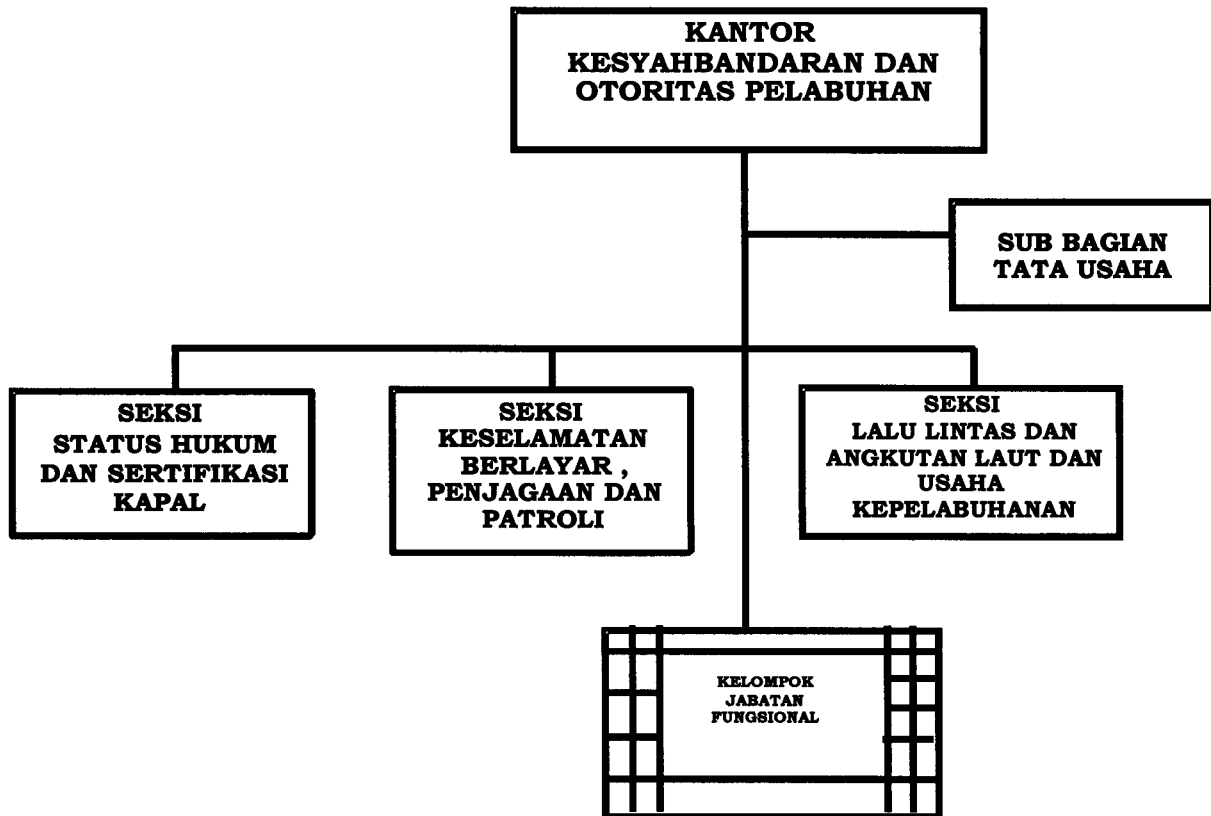 KANTOR
KESYAHBANDARAN DAN
OTORITAS PELABUHAN
SUB BAGIAN
TATA USAHA
SEKSI
STATUS HUKUM
DAN SERTIFIKASI
KAPAL
SEKSI
KESELAMATAN
BERLAYAR ,
PENJAGAAN DAN
PATROLI
SEKSI
LALU LINTAS DAN
ANGKUTAN LAUT DAN
USAHA
KEPELABUHANAN
KELOMPOK
JABATAN
FUNGSIONAL